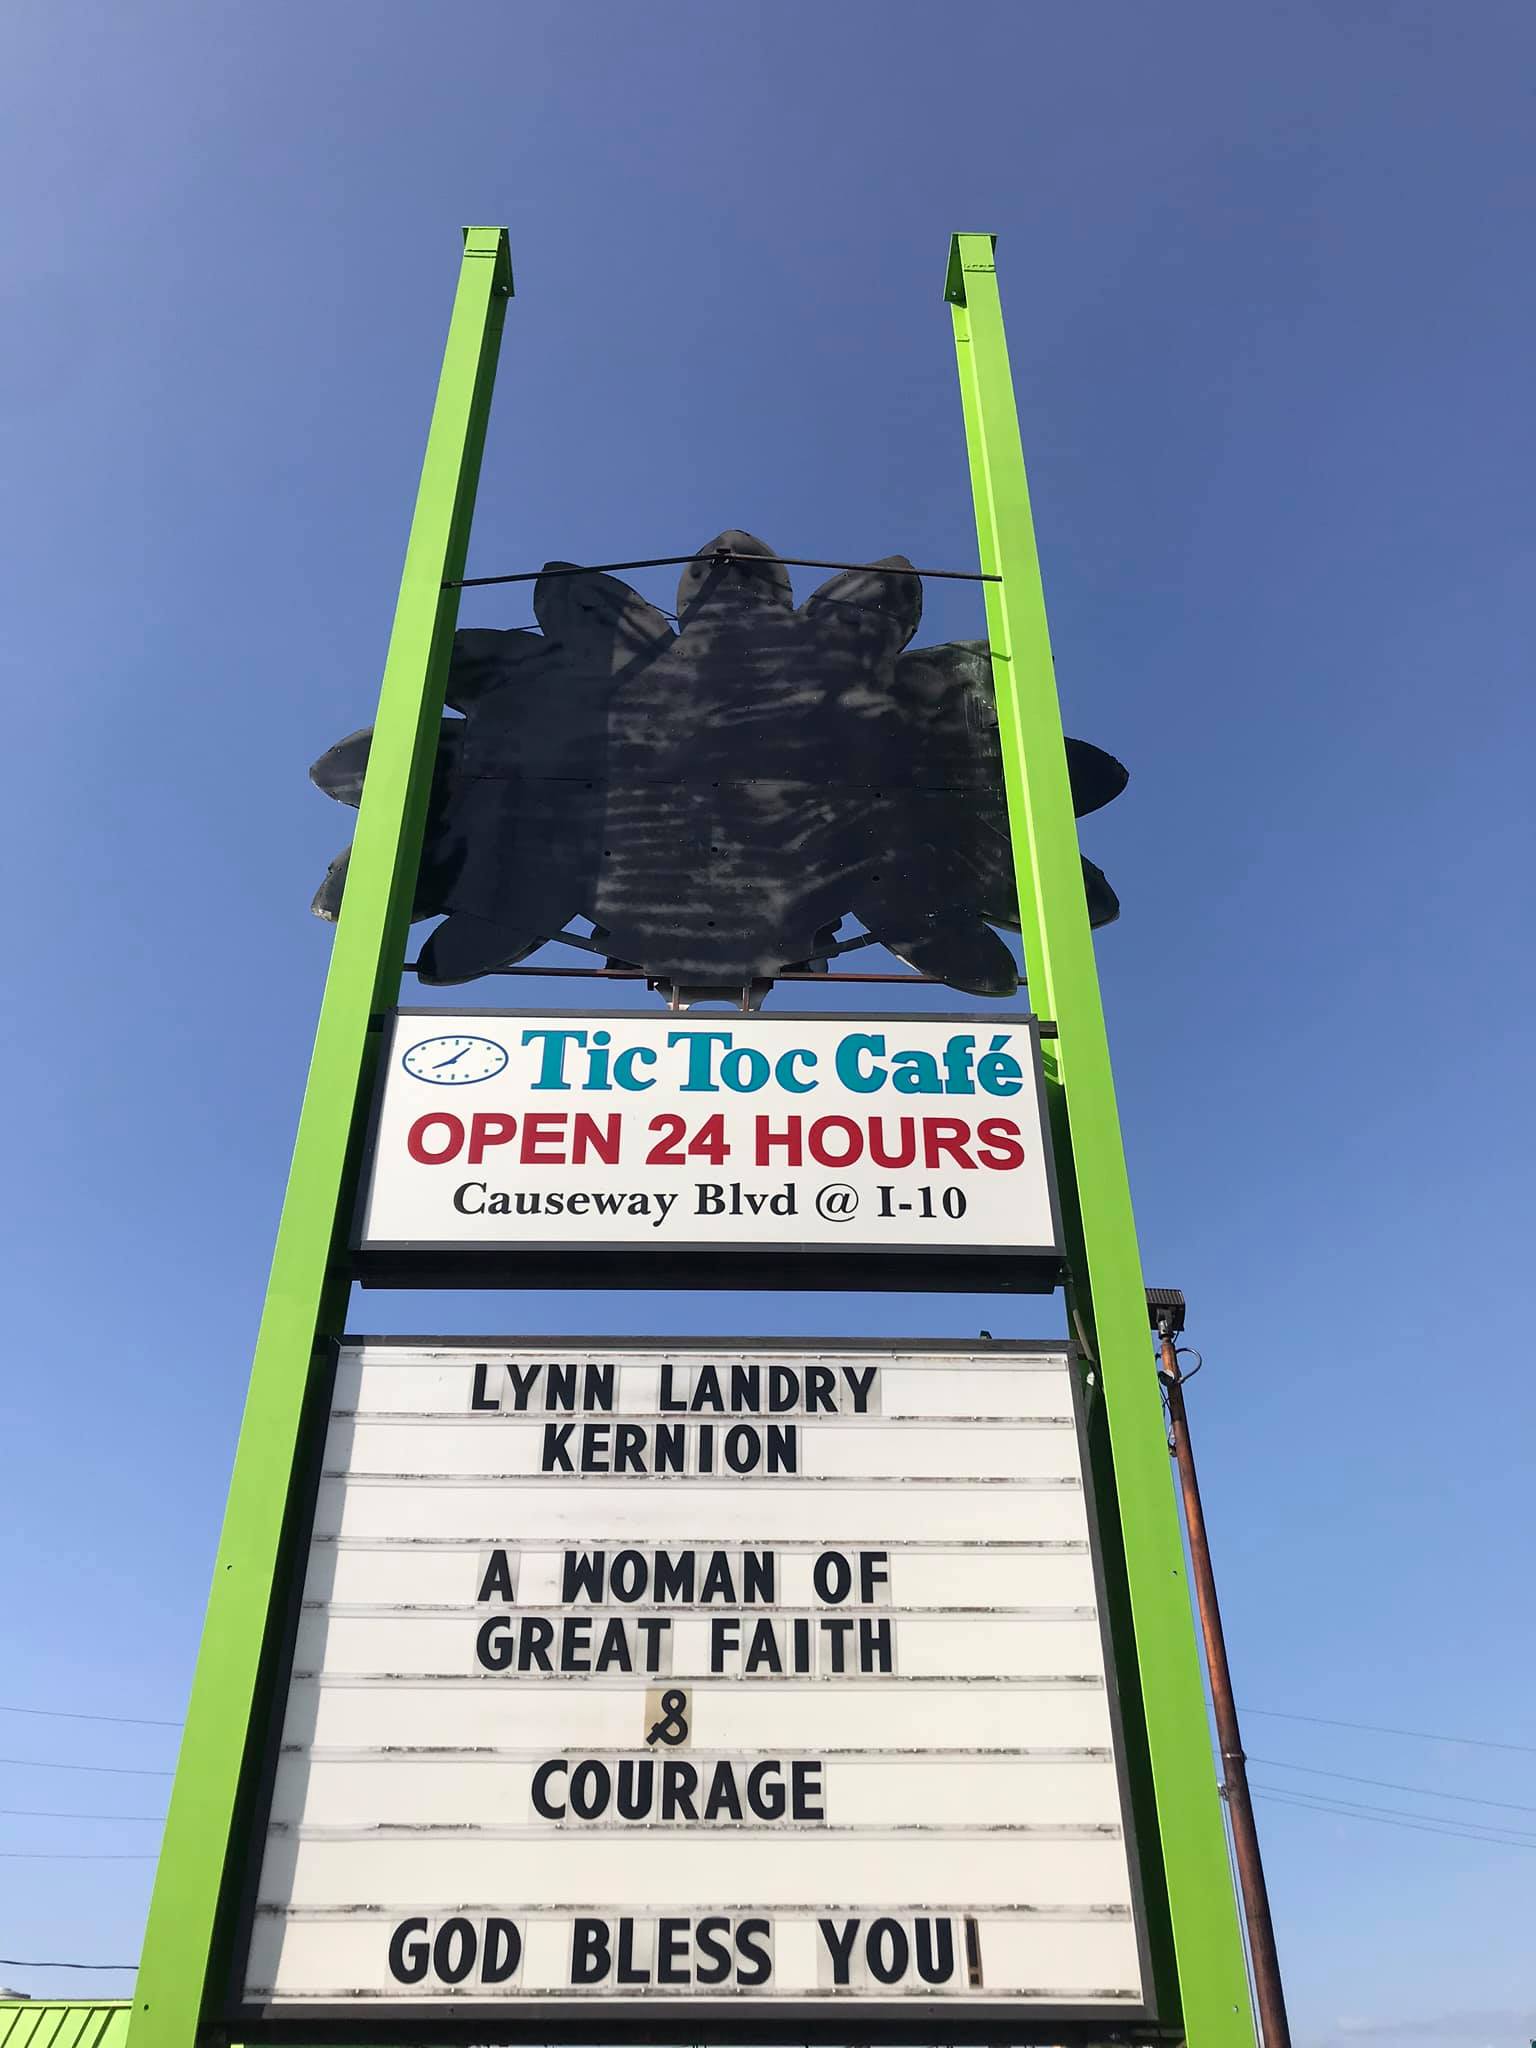 Tic Toc Café
OPEN 24 HOURS
Causeway Blvd @ I-10
LYNN LANDRY
KERNION
A WOMAN OF
GREAT FAITH
&
COURAGE
GOD BLESS YOU!